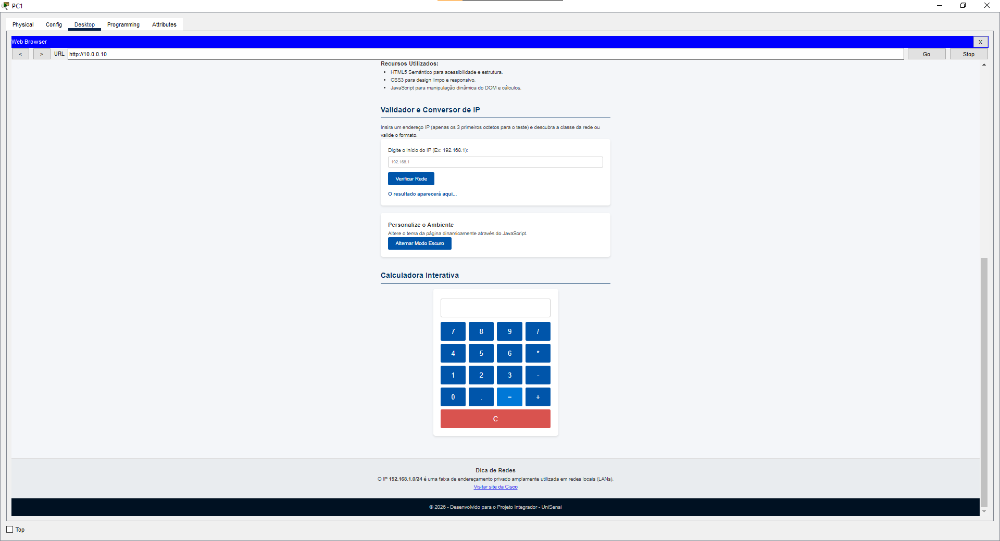 PC1
Physical Config Desktop Programming Attributes
Web Browser X
< > URL http://10.0.0.10 Go Stop
Recursos Utilizados:
• HTML5 Semântico para acessibilidade e estrutura.
• CSS3 para design limpo e responsivo.
• JavaScript para manipulação dinâmica do DOM e cálculos.
Validador e Conversor de IP
Insira um endereço IP (apenas os 3 primeiros octetos para o teste) e descubra a classe da rede ou
valide o formato.
Digite o início do IP (Ex: 192.168.1):
192.168.1
Verificar Rede
O resultado aparecerá aqui...
Personalize o Ambiente
Altere o tema da página dinamicamente através do JavaScript.
Alternar Modo Escuro
Calculadora Interativa
7 8 9 /
4 5 6 *
1 2 3 -
0 . = +
C
Dica de Redes
O IP 192.168.1.0/24 é uma faixa de endereçamento privado amplamente utilizada em redes locais (LANs).
Visitar site da Cisco
© 2026 - Desenvolvido para o Projeto Integrador - UniSenai
Top